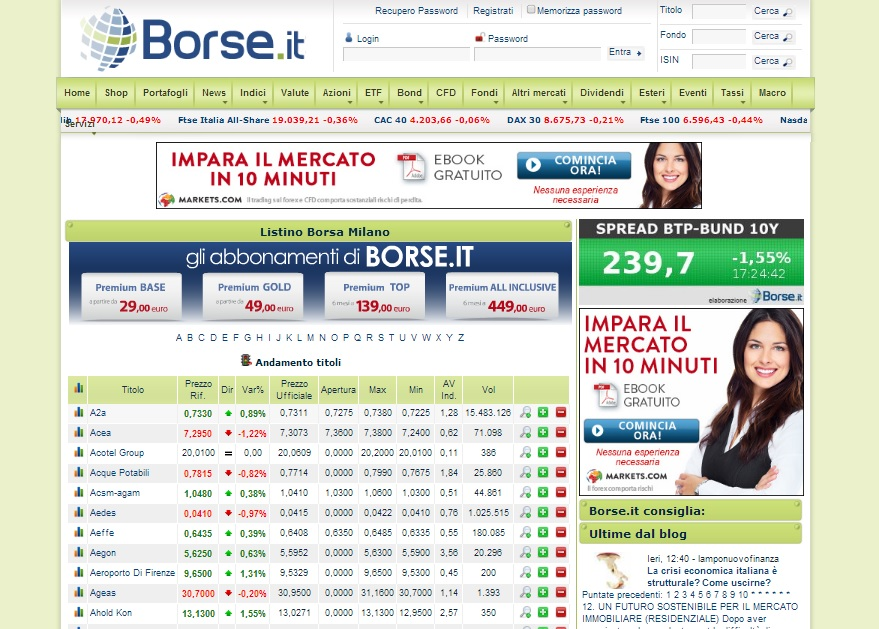 Borse.it
Recupero Password
Registrati
Memorizza password
Login
Password
Entra
Titolo Cerca
Fondo Cerca
ISIN Cerca
Home Shop Portafogli News Indici Valute Azioni ETF Bond CFD Fondi Altri mercati Dividendi Esteri Eventi Tassi Macro
Servizi
17.970,12 -0,49% Ftse Italia All-Share 19.039,21 -0,36% CAC 40 4.203,66 -0,06% DAX 30 8.675,73 -0,21% Ftse 100 6.596,43 -0,44% Nasda
IMPARA IL MERCATO
IN 10 MINUTI
EBOOK
GRATUITO
COMINCIA
ORA!
Nessuna esperienza
necessaria
MARKETS.COM Il trading sul forex e CFD comporta sostanziali rischi di perdita.
Listino Borsa Milano
gli abbonamenti di BORSE.IT
Premium BASE
a partire da 29,00 euro
Premium GOLD
a partire da 49,00 euro
Premium TOP
6 mesi a 139,00 euro
Premium ALL INCLUSIVE
6 mesi a 449,00 euro
A B C D E F G H I J K L M N O P Q R S T U V W X Y Z
Andamento titoli
Titolo Prezzo Rif. Dir Var% Prezzo Ufficiale Apertura Max Min AV Ind. Vol
A2a 0,7330 0,89% 0,7311 0,7275 0,7380 0,7225 1,28 15.483.126
Acea 7,2950 -1,22% 7,3073 7,3600 7,3800 7,2400 0,62 71.098
Acotel Group 20,0100 = 0,00 20,0609 0,0000 20,2000 20,0100 0,11 386
Acque Potabili 0,7815 -0,82% 0,7714 0,0000 0,7990 0,7675 1,84 25.860
Acsm-agam 1,0480 0,38% 1,0410 1,0300 1,0600 1,0300 0,51 44.861
Aedes 0,0410 -0,97% 0,0415 0,0000 0,0422 0,0410 0,76 1.025.515
Aeffe 0,6435 0,39% 0,6408 0,6350 0,6485 0,6335 0,55 180.085
Aegon 5,6250 0,63% 5,5952 0,0000 5,6300 5,5900 3,56 20.296
Aeroporto Di Firenze 9,6500 1,31% 9,5329 0,0000 9,6500 9,5300 0,45 200
Ageas 30,7000 -0,20% 30,9500 0,0000 31,1600 30,7000 1,14 1.393
Ahold Kon 13,1300 1,55% 13,0271 0,0000 13,1300 12,9500 2,57 350
SPREAD BTP-BUND 10Y
239,7
-1,55%
17:24:42
elaborazione Borse.it
IMPARA IL
MERCATO
IN 10 MINUTI
EBOOK
GRATUITO
COMINCIA
ORA!
Nessuna esperienza
necessaria
MARKETS.COM
Il forex comporta rischi
Borse.it consiglia:
Ultime dal blog
Ieri, 12:40 - lamponuovofinanza
La crisi economica italiana è
strutturale? Come uscirne?
Puntate precedenti: 1 2 3 4 5 6 7 8 9 10 * * * * * *
12. UN FUTURO SOSTENIBILE PER IL MERCATO
IMMOBILIARE (RESIDENZIALE) Dopo aver